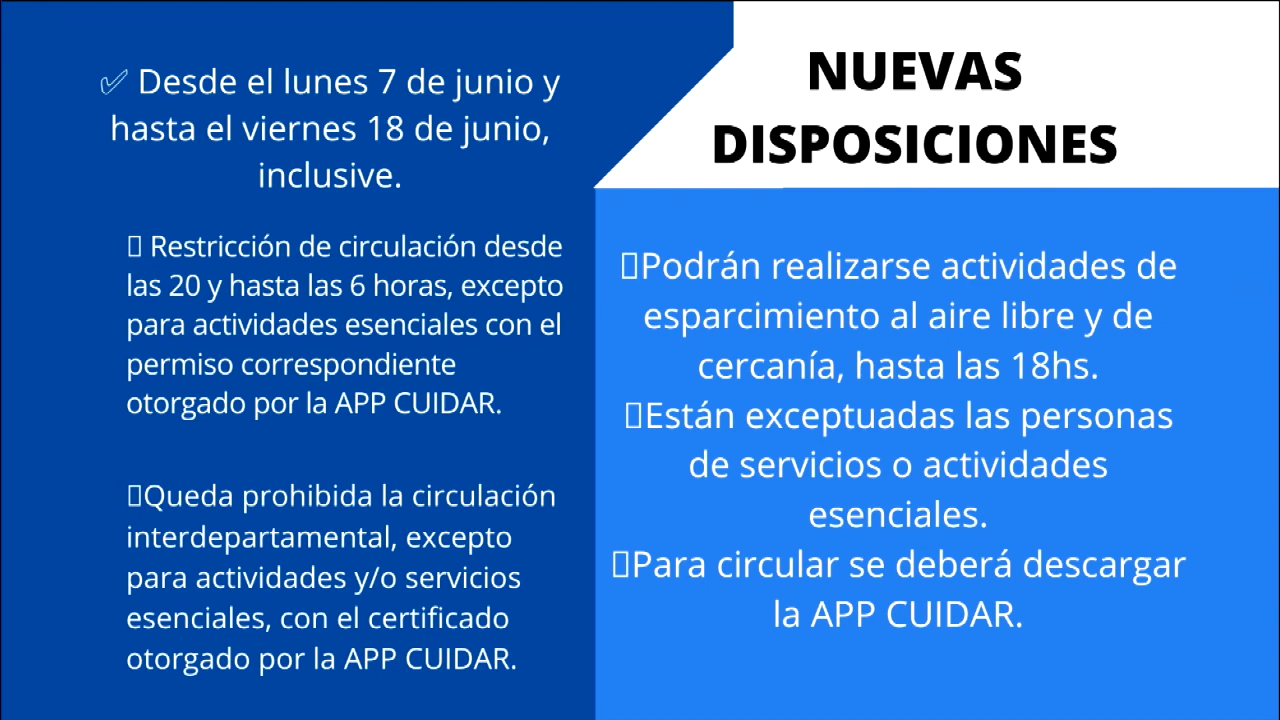 ✅ Desde el lunes 7 de junio y
hasta el viernes 18 de junio,
inclusive.
▯ Restricción de circulación desde
las 20 y hasta las 6 horas, excepto
para actividades esenciales con el
permiso correspondiente
otorgado por la APP CUIDAR.
▯Queda prohibida la circulación
interdepartamental, excepto
para actividades y/o servicios
esenciales, con el certificado
otorgado por la APP CUIDAR.
NUEVAS
DISPOSICIONES
▯Podrán realizarse actividades de
esparcimiento al aire libre y de
cercanía, hasta las 18hs.
▯Están exceptuadas las personas
de servicios o actividades
esenciales.
▯Para circular se deberá descargar
la APP CUIDAR.